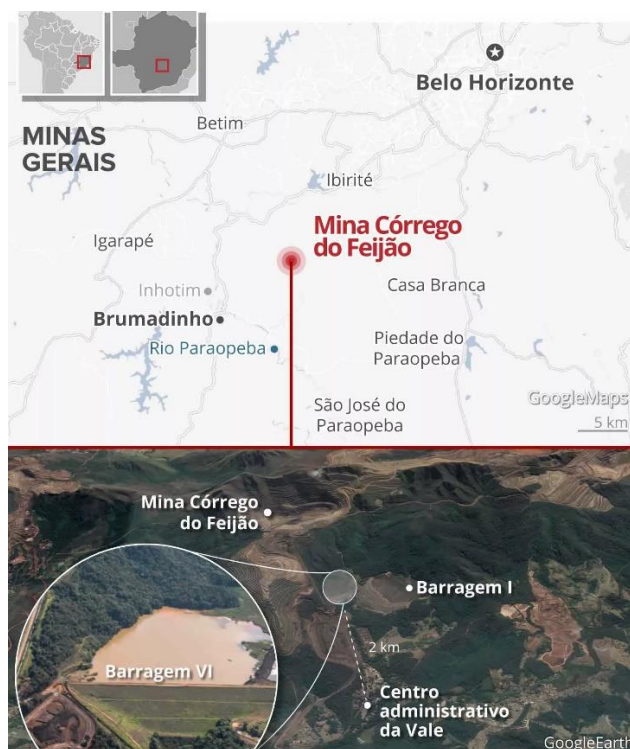 Belo Horizonte
Betim
MINAS
GERAIS
Ibirité
Mina Córrego
do Feijão
Igarapé
Casa Branca
Inhotim
Brumadinho
Rio Paraopeba
Piedade do
Paraopeba
São José do
Paraopeba
GoogleMaps
5 km
Mina Córrego
do Feijão
Barragem I
Barragem VI
2 km
Centro
administrativo
da Vale
GoogleEarth